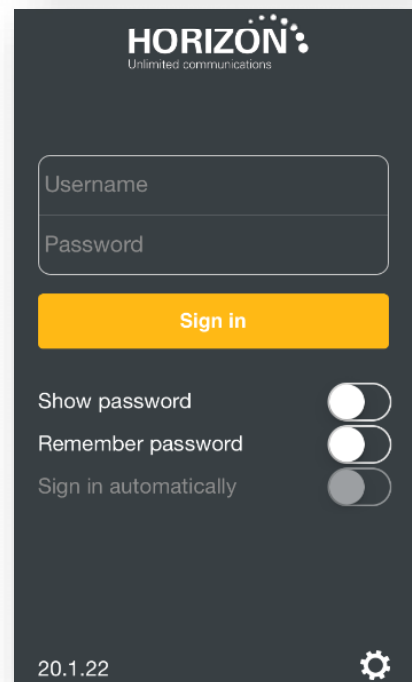 HORIZON
Unlimited communications
Username
Password
Sign in
Show password
Remember password
Sign in automatically
20.1.22